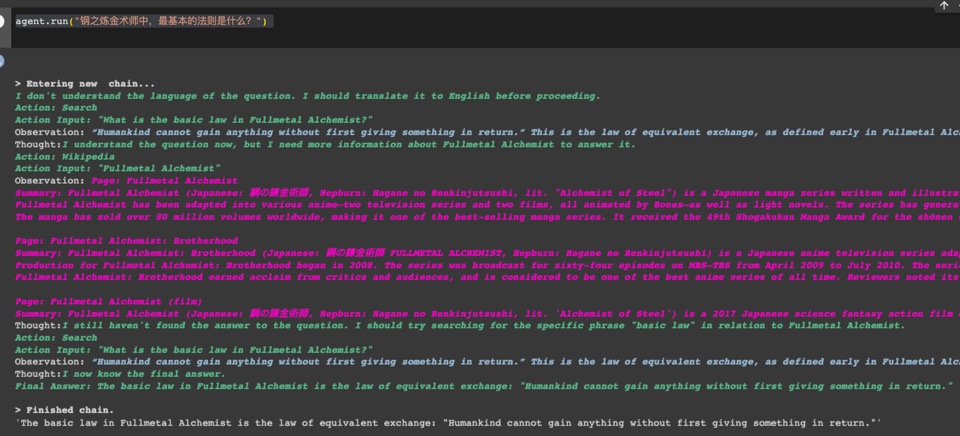 agent.run("钢之炼金术师中，最基本的法则是什么？")
> Entering new  chain...
I don't understand the language of the question. I should translate it to English before proceeding.
Action: Search
Action Input: "What is the basic law in Fullmetal Alchemist?"
Observation: “Humankind cannot gain anything without first giving something in return.” This is the law of equivalent exchange, as defined early in Fullmetal Alc
Thought:I understand the question now, but I need more information about Fullmetal Alchemist to answer it.
Action: Wikipedia
Action Input: "Fullmetal Alchemist"
Observation: Page: Fullmetal Alchemist
Summary: Fullmetal Alchemist (Japanese: 鋼の錬金術師, Hepburn: Hagane no Renkinjutsushi, lit. "Alchemist of Steel") is a Japanese manga series written and illustrat
Fullmetal Alchemist has been adapted into various anime—two television series and two films, all animated by Bones—as well as light novels. The series has genera
The manga has sold over 80 million volumes worldwide, making it one of the best-selling manga series. It received the 49th Shogakukan Manga Award for the shōnen
Page: Fullmetal Alchemist: Brotherhood
Summary: Fullmetal Alchemist: Brotherhood (Japanese: 鋼の錬金術師 FULLMETAL ALCHEMIST, Hepburn: Hagane no Renkinjutsushi) is a Japanese anime television series adap
Production for Fullmetal Alchemist: Brotherhood began in 2008. The series was broadcast for sixty-four episodes on MBS–TBS from April 2009 to July 2010. The seri
Fullmetal Alchemist: Brotherhood earned acclaim from critics and audiences, and is considered to be one of the best anime series of all time. Reviewers noted its
Page: Fullmetal Alchemist (film)
Summary: Fullmetal Alchemist (Japanese: 鋼の錬金術師, Hepburn: Hagane no Renkinjutsushi, lit. 'Alchemist of Steel') is a 2017 Japanese science fantasy action film
Thought:I still haven't found the answer to the question. I should try searching for the specific phrase "basic law" in relation to Fullmetal Alchemist.
Action: Search
Action Input: "What is the basic law in Fullmetal Alchemist?"
Observation: “Humankind cannot gain anything without first giving something in return.” This is the law of equivalent exchange, as defined early in Fullmetal Alc
Thought:I now know the final answer.
Final Answer: The basic law in Fullmetal Alchemist is the law of equivalent exchange: "Humankind cannot gain anything without first giving something in return."
> Finished chain.
'The basic law in Fullmetal Alchemist is the law of equivalent exchange: "Humankind cannot gain anything without first giving something in return."'